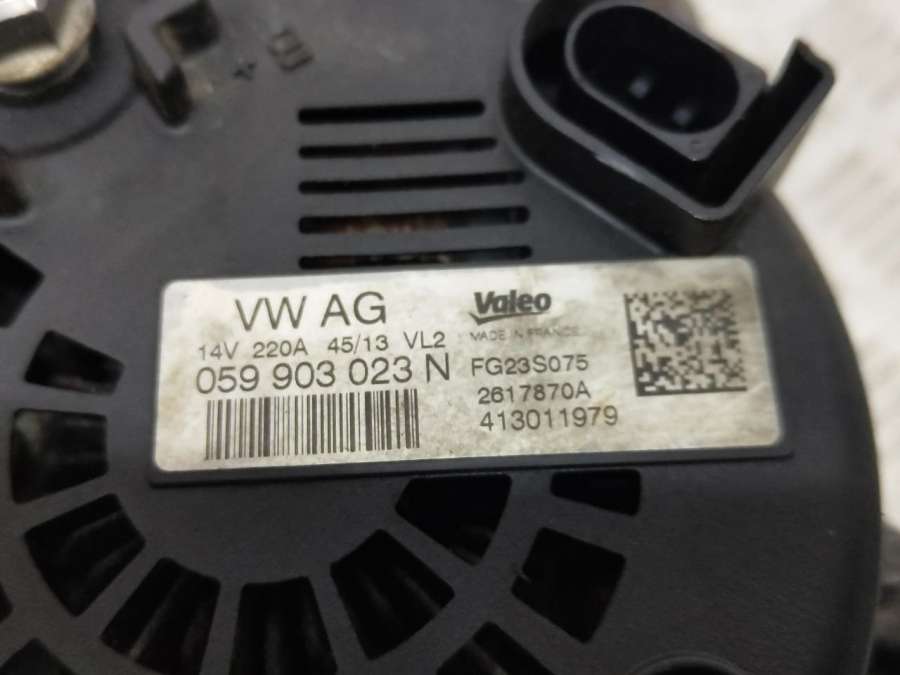 +
VW AG
14V 220A 45/13 VL2
059 903 023 N
Valeo
MADE IN FRANCE
FG23S075
2617870A
413011979